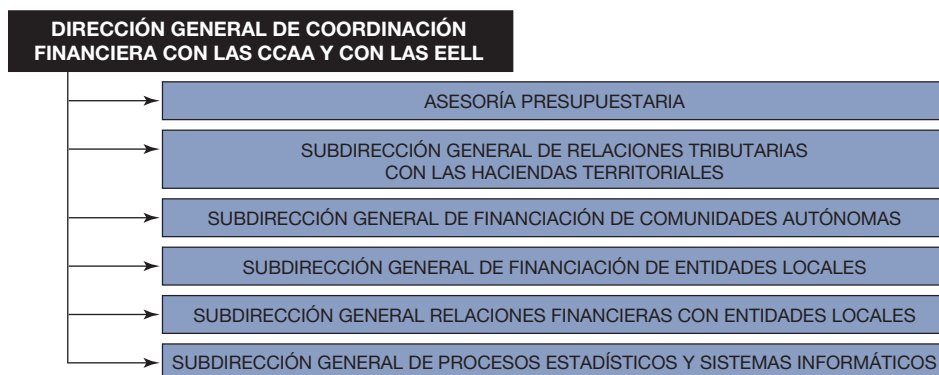 DIRECCIÓN GENERAL DE COORDINACIÓN
FINANCIERA CON LAS CCAA Y CON LAS EELL
ASESORÍA PRESUPUESTARIA
SUBDIRECCIÓN GENERAL DE RELACIONES TRIBUTARIAS
CON LAS HACIENDAS TERRITORIALES
SUBDIRECCIÓN GENERAL DE FINANCIACIÓN DE COMUNIDADES AUTÓNOMAS
SUBDIRECCIÓN GENERAL DE FINANCIACIÓN DE ENTIDADES LOCALES
SUBDIRECCIÓN GENERAL RELACIONES FINANCIERAS CON ENTIDADES LOCALES
SUBDIRECCIÓN GENERAL DE PROCESOS ESTADÍSTICOS Y SISTEMAS INFORMÁTICOS